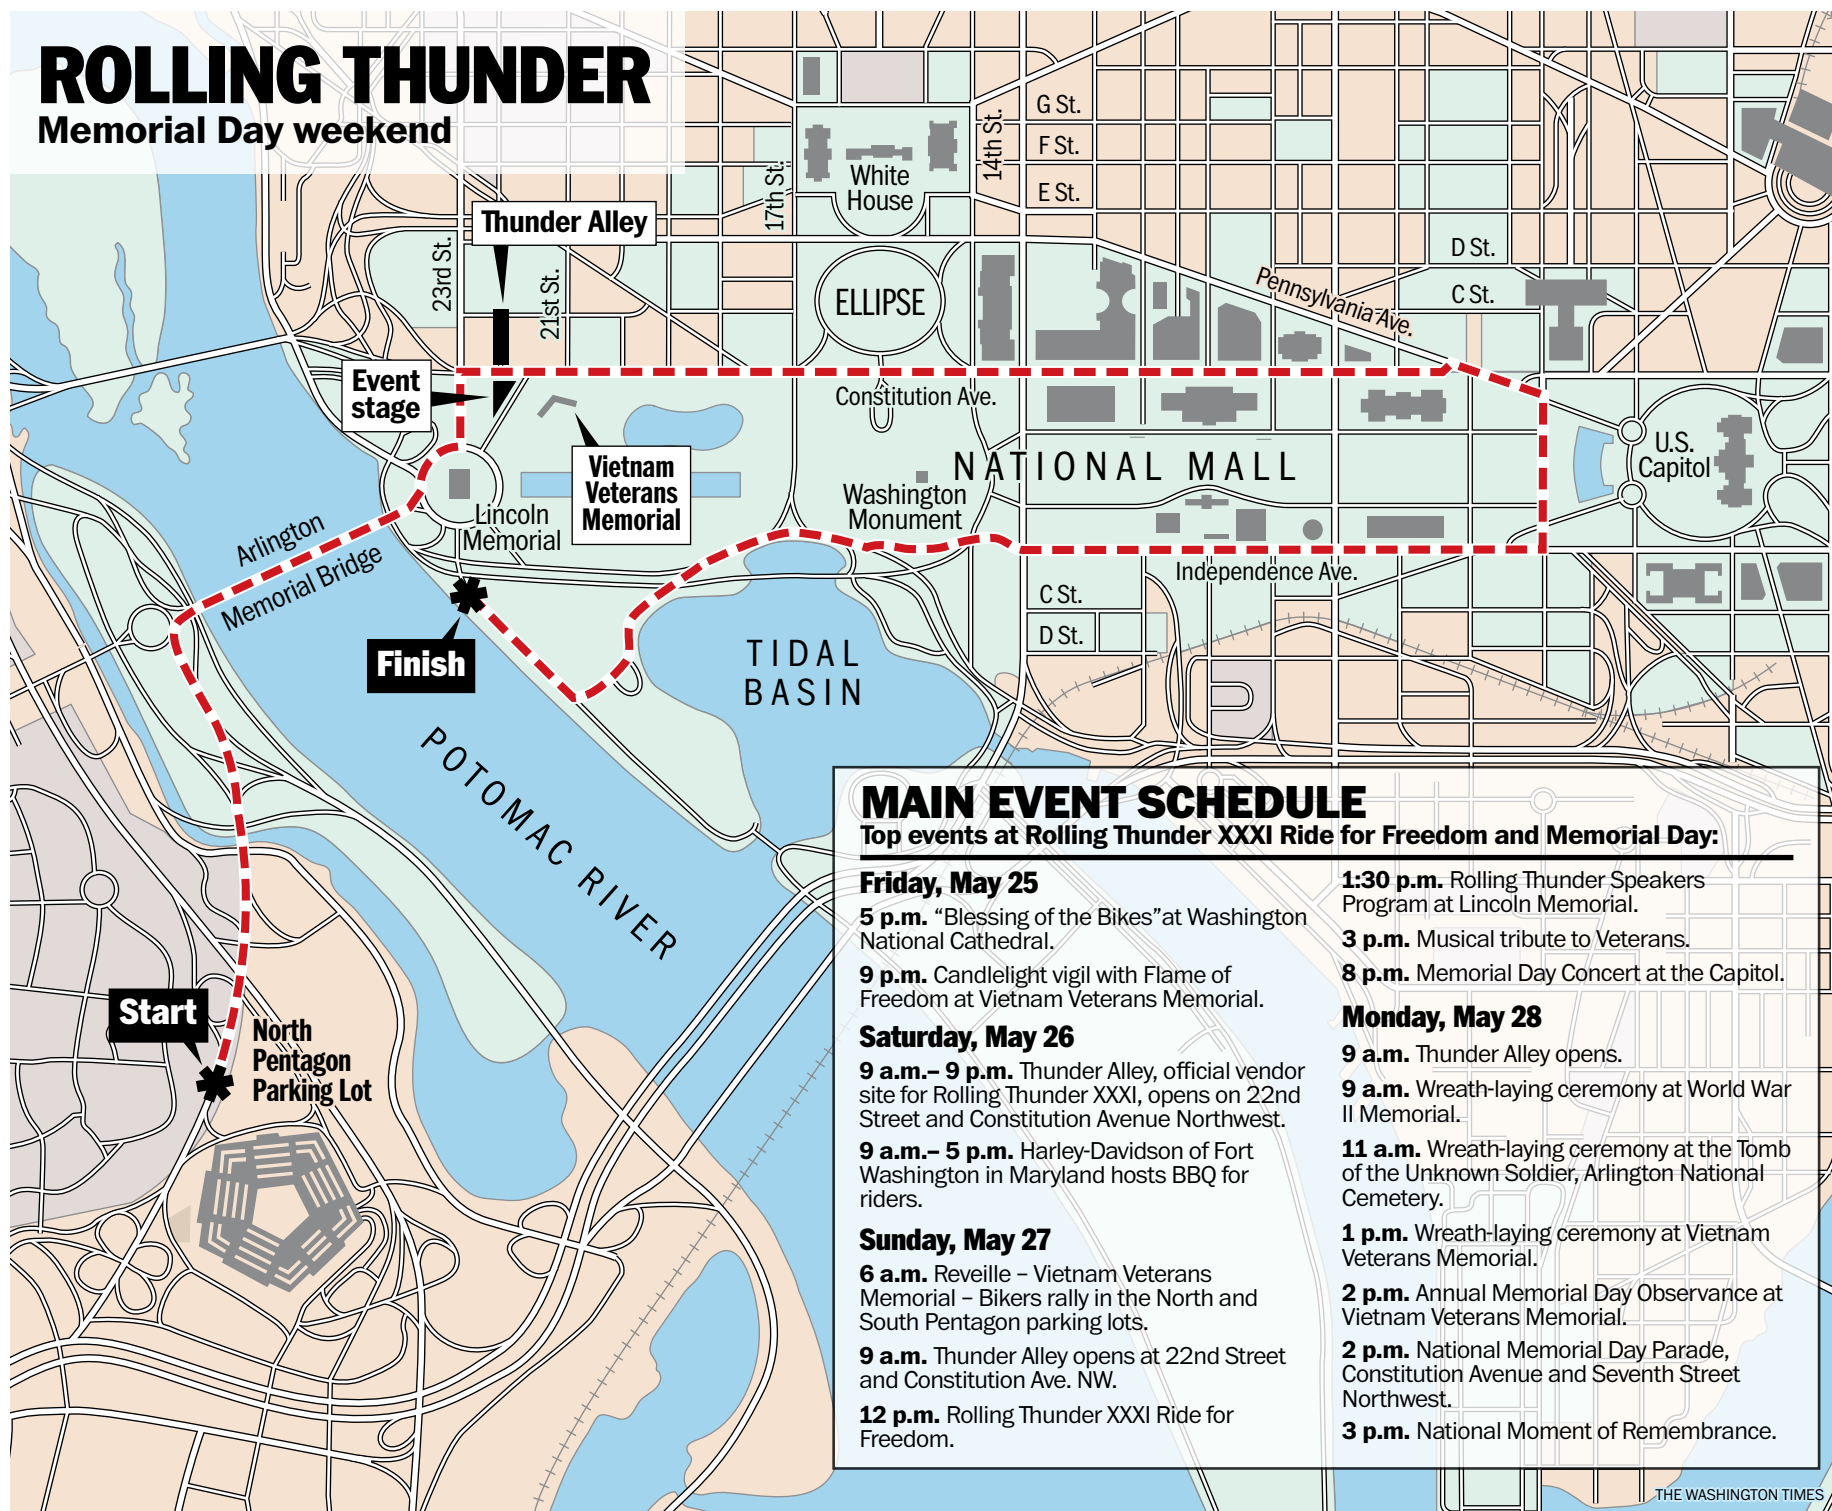 ROLLING THUNDER
Memorial Day weekend
G St.
F St.
E St.
14th St.
17th St.
White
House
Thunder Alley
23rd St.
21st St.
D St.
C St.
Pennsylvania Ave.
ELLIPSE
Event
stage
Constitution Ave.
Vietnam
Veterans
Memorial
NATIONAL MALL
U.S.
Capitol
Washington
Monument
Lincoln
Memorial
Arlington
Memorial Bridge
Independence Ave.
C St.
D St.
Finish
TIDAL
BASIN
POTOMAC RIVER
Start
North
Pentagon
Parking Lot
MAIN EVENT SCHEDULE
Top events at Rolling Thunder XXXI Ride for Freedom and Memorial Day:
Friday, May 25
5 p.m. “Blessing of the Bikes”at Washington
National Cathedral.
9 p.m. Candlelight vigil with Flame of
Freedom at Vietnam Veterans Memorial.
Saturday, May 26
9 a.m.– 9 p.m. Thunder Alley, official vendor
site for Rolling Thunder XXXI, opens on 22nd
Street and Constitution Avenue Northwest.
9 a.m.– 5 p.m. Harley-Davidson of Fort
Washington in Maryland hosts BBQ for
riders.
Sunday, May 27
6 a.m. Reveille – Vietnam Veterans
Memorial – Bikers rally in the North and
South Pentagon parking lots.
9 a.m. Thunder Alley opens at 22nd Street
and Constitution Ave. NW.
12 p.m. Rolling Thunder XXXI Ride for
Freedom.
1:30 p.m. Rolling Thunder Speakers
Program at Lincoln Memorial.
3 p.m. Musical tribute to Veterans.
8 p.m. Memorial Day Concert at the Capitol.
Monday, May 28
9 a.m. Thunder Alley opens.
9 a.m. Wreath-laying ceremony at World War
II Memorial.
11 a.m. Wreath-laying ceremony at the Tomb
of the Unknown Soldier, Arlington National
Cemetery.
1 p.m. Wreath-laying ceremony at Vietnam
Veterans Memorial.
2 p.m. Annual Memorial Day Observance at
Vietnam Veterans Memorial.
2 p.m. National Memorial Day Parade,
Constitution Avenue and Seventh Street
Northwest.
3 p.m. National Moment of Remembrance.
THE WASHINGTON TIMES